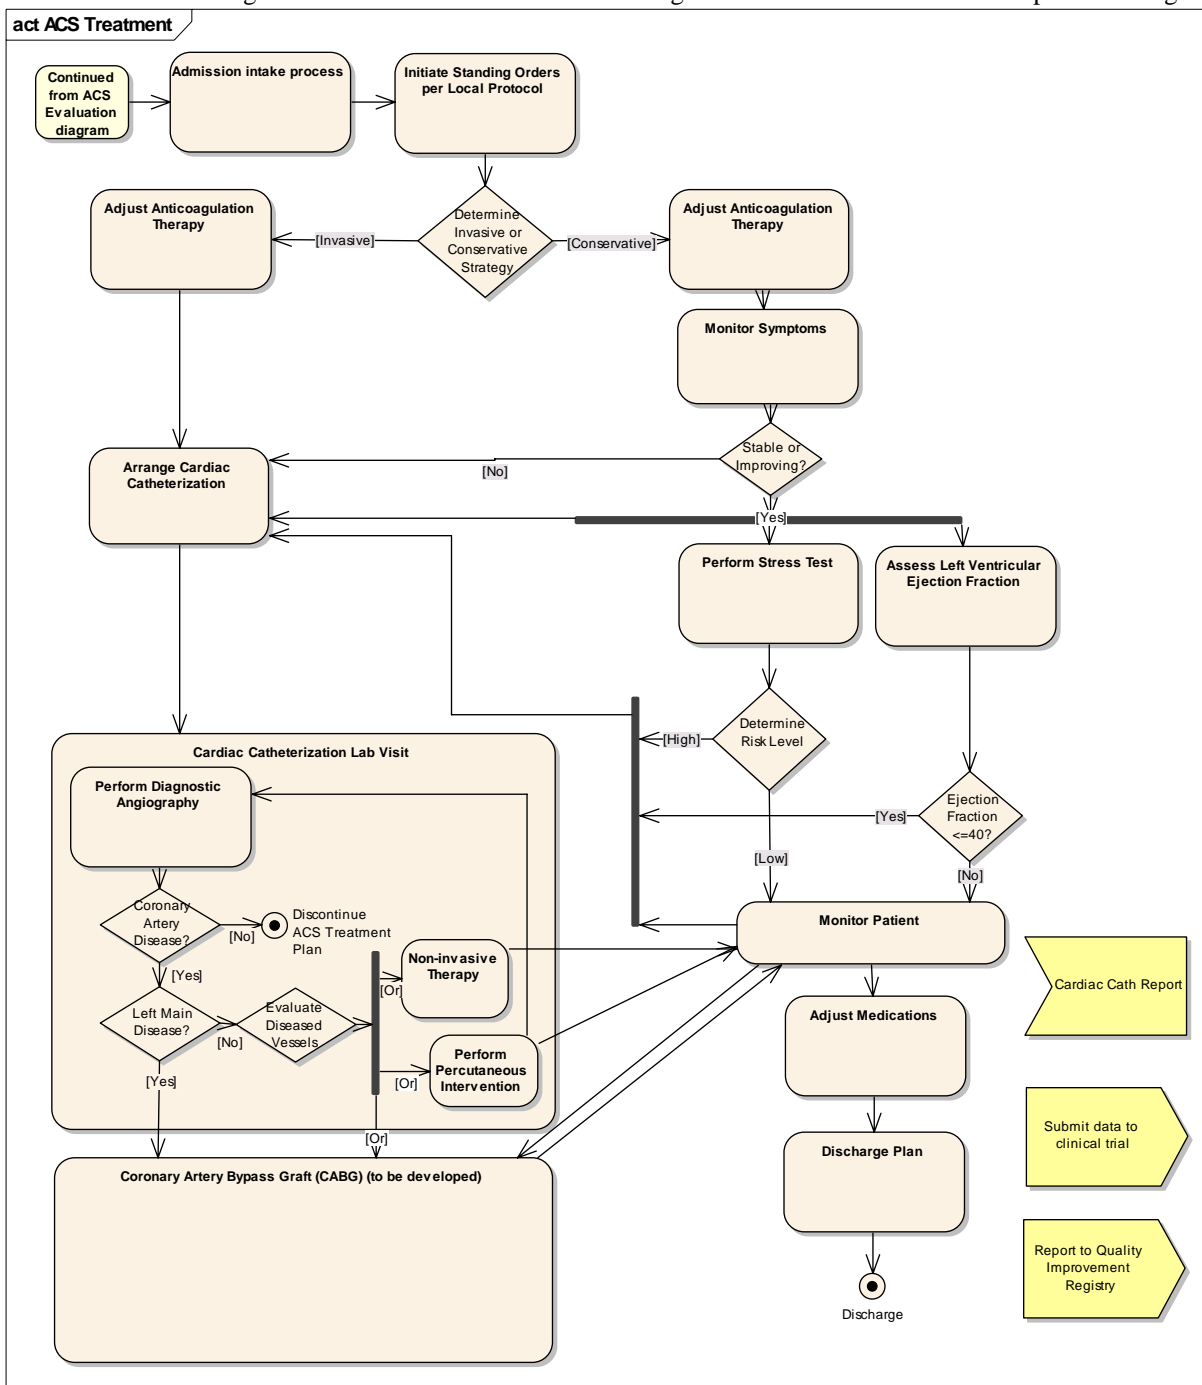 act ACS Treatment
Continued
from ACS
Evaluation
diagram
Admission intake process
Initiate Standing Orders
per Local Protocol
Adjust Anticoagulation
Therapy
[Invasive]
Determine
Invasive or
Conservative
Strategy
[Conservative]
Adjust Anticoagulation
Therapy
Monitor Symptoms
Arrange Cardiac
Catheterization
[No]
Stable or
Improving?
[Yes]
Perform Stress Test
Assess Left Ventricular
Ejection Fraction
Determine
Risk Level
[High]
[Low]
Ejection
Fraction
<=40?
[Yes]
[No]
Cardiac Catheterization Lab Visit
Perform Diagnostic
Angiography
Coronary
Artery
Disease?
[No]
Discontinue
ACS Treatment
Plan
[Yes]
Left Main
Disease?
[No]
Evaluate
Diseased
Vessels
[Or]
Non-invasive
Therapy
[Or]
Perform
Percutaneous
Intervention
[Yes]
[Or]
Coronary Artery Bypass Graft (CABG) (to be developed)
Monitor Patient
Adjust Medications
Discharge Plan
Discharge
Cardiac Cath Report
Submit data to
clinical trial
Report to Quality
Improvement
Registry